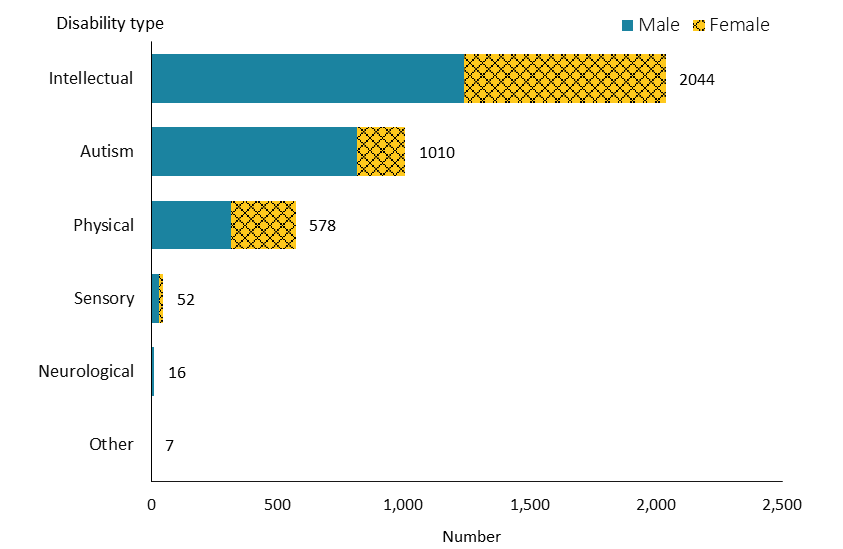 Disability type
Male Female
Intellectual 2044
Autism 1010
Physical 578
Sensory 52
Neurological 16
Other 7
0 500 1,000 1,500 2,000 2,500
Number